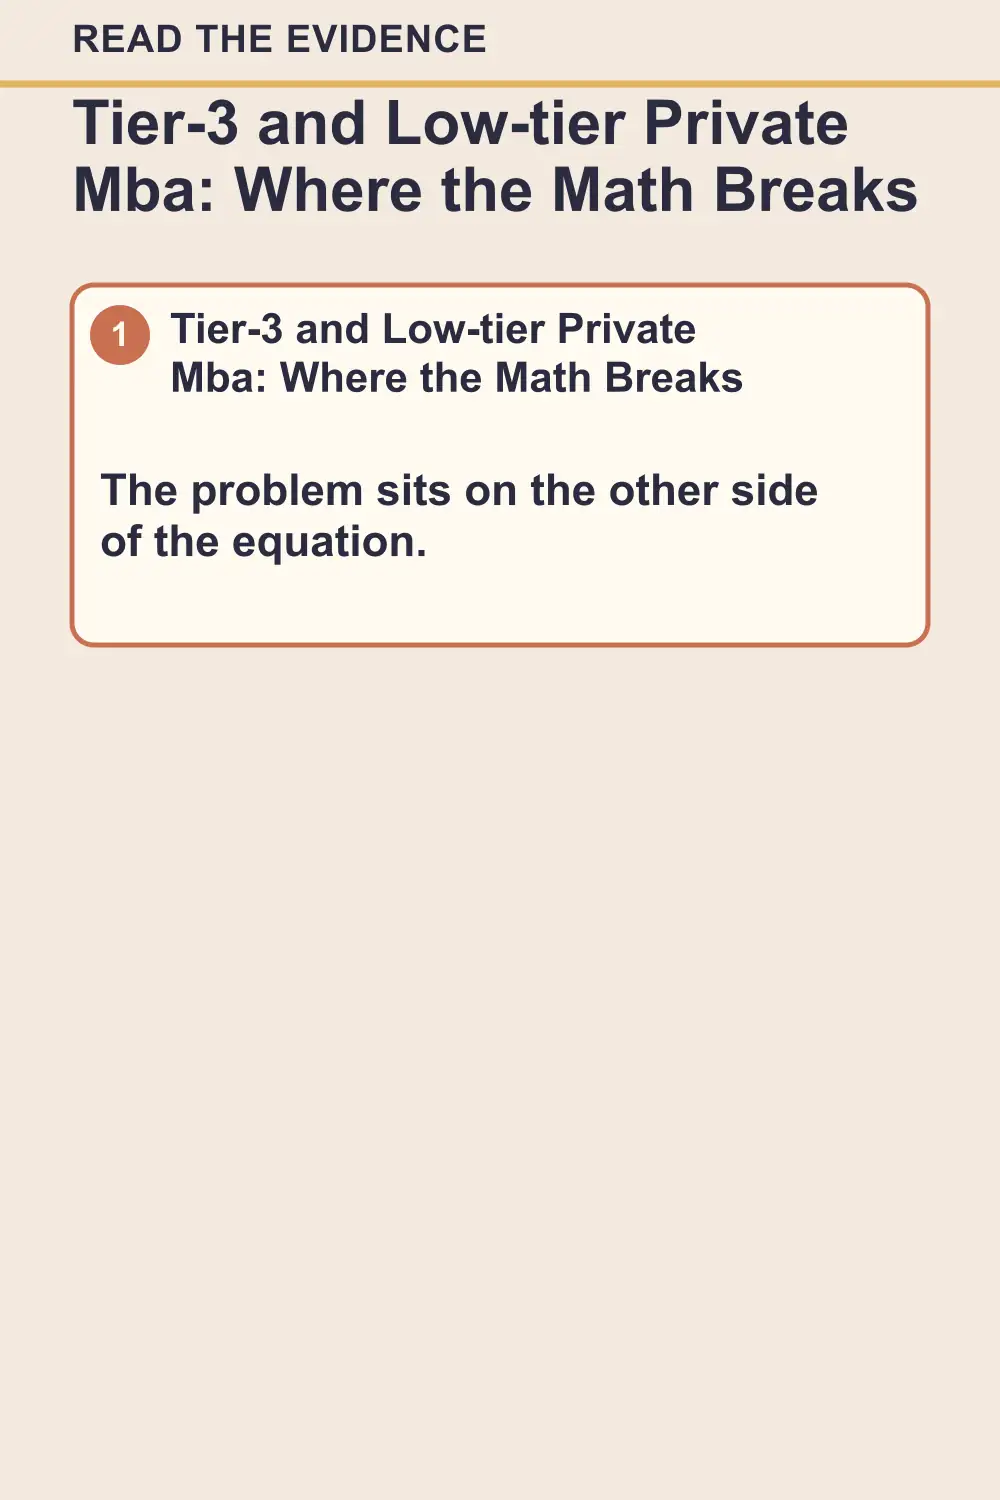 READ THE EVIDENCE
Tier-3 and Low-tier Private
Mba: Where the Math Breaks
1
Tier-3 and Low-tier Private
Mba: Where the Math Breaks
The problem sits on the other side
of the equation.